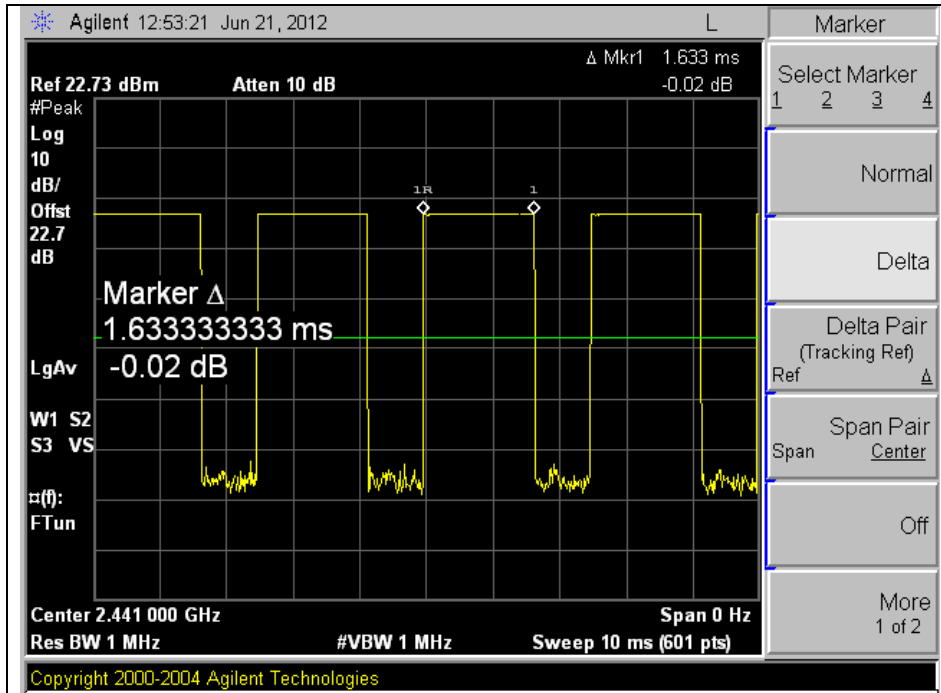 Agilent 12:53:21 Jun 21, 2012 L
Marker
Δ Mkr1 1.633 ms
Ref 22.73 dBm Atten 10 dB -0.02 dB
#Peak
Log
10
dB/
Offst
22.7
dB
1R 1
Marker Δ
1.633333333 ms
-0.02 dB
LgAv
W1 S2
S3 VS
¤(f):
FTun
Center 2.441 000 GHz Span 0 Hz
Res BW 1 MHz #VBW 1 MHz Sweep 10 ms (601 pts)
Copyright 2000-2004 Agilent Technologies
Select Marker
1 2 3 4
Normal
Delta
Delta Pair
(Tracking Ref)
Ref Δ
Span Pair
Span Center
Off
More
1 of 2